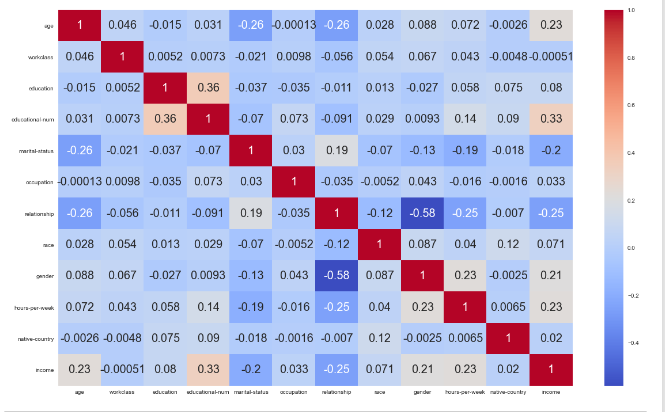 age 1 0.046 -0.015 0.031 -0.26 -0.00013 -0.26 0.028 0.088 0.072 -0.0026 0.23
workclass 0.046 1 0.0052 0.0073 -0.021 0.0098 -0.056 0.054 0.067 0.043 -0.0048 -0.00051
education -0.015 0.0052 1 0.36 -0.037 -0.035 -0.011 0.013 -0.027 0.058 0.075 0.08
educational-num 0.031 0.0073 0.36 1 -0.07 0.073 -0.091 0.029 0.0093 0.14 0.09 0.33
marital-status -0.26 -0.021 -0.037 -0.07 1 0.03 0.19 -0.07 -0.13 -0.19 -0.018 -0.2
occupation -0.00013 0.0098 -0.035 0.073 0.03 1 -0.035 -0.0052 0.043 -0.016 -0.0016 0.033
relationship -0.26 -0.056 -0.011 -0.091 0.19 -0.035 1 -0.12 -0.58 -0.25 -0.007 -0.25
race 0.028 0.054 0.013 0.029 -0.07 -0.0052 -0.12 1 0.087 0.04 0.12 0.071
gender 0.088 0.067 -0.027 0.0093 -0.13 0.043 -0.58 0.087 1 0.23 -0.0025 0.21
hours-per-week 0.072 0.043 0.058 0.14 -0.19 -0.016 -0.25 0.04 0.23 1 0.0065 0.23
native-country -0.0026 -0.0048 0.075 0.09 -0.018 -0.0016 -0.007 0.12 -0.0025 0.0065 1 0.02
income 0.23 -0.00051 0.08 0.33 -0.2 0.033 -0.25 0.071 0.21 0.23 0.02 1
age workclass education educational-num marital-status occupation relationship race gender hours-per-week native-country income
1.0
0.8
0.6
0.4
0.2
0.0
−0.2
−0.4